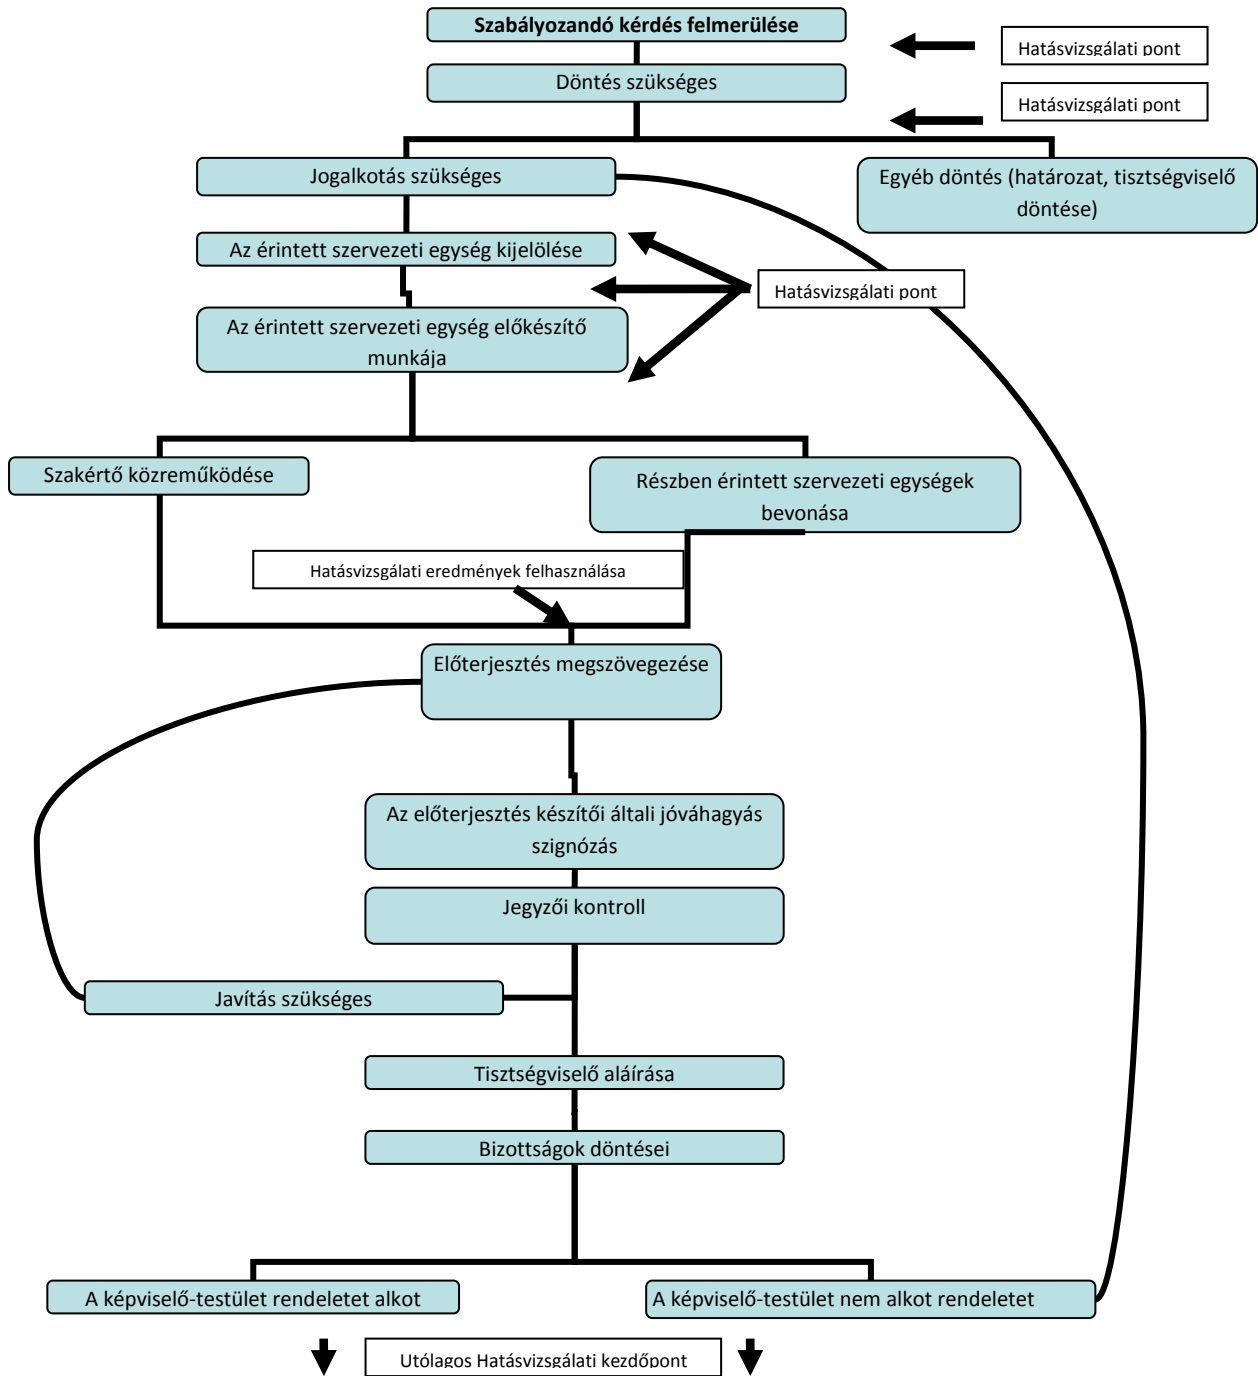 Szabályozandó kérdés felmerülése
Hatásvizsgálati pont
Döntés szükséges
Hatásvizsgálati pont
Jogalkotás szükséges
Egyéb döntés (határozat, tisztségviselő
döntése)
Az érintett szervezeti egység kijelölése
Hatásvizsgálati pont
Az érintett szervezeti egység előkészítő
munkája
Szakértő közreműködése
Részben érintett szervezeti egységek
bevonása
Hatásvizsgálati eredmények felhasználása
Előterjesztés megszövegezése
Az előterjesztés készítői általi jóváhagyás
szignózás
Jegyzői kontroll
Javítás szükséges
Tisztségviselő aláírása
Bizottságok döntései
A képviselő-testület rendeletet alkot
A képviselő-testület nem alkot rendeletet
Utólagos Hatásvizsgálati kezdőpont